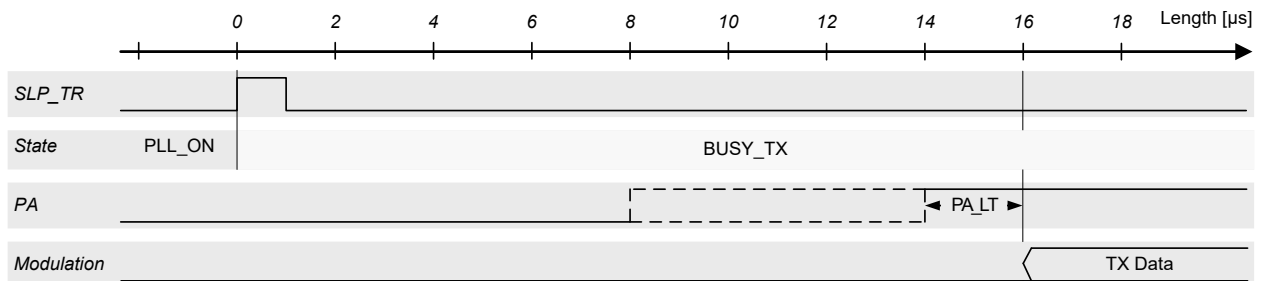 0 2 4 6 8 10 12 14 16 18 Length [µs]
SLP_TR
State PLL_ON BUSY_TX
PA PA_LT
Modulation TX Data